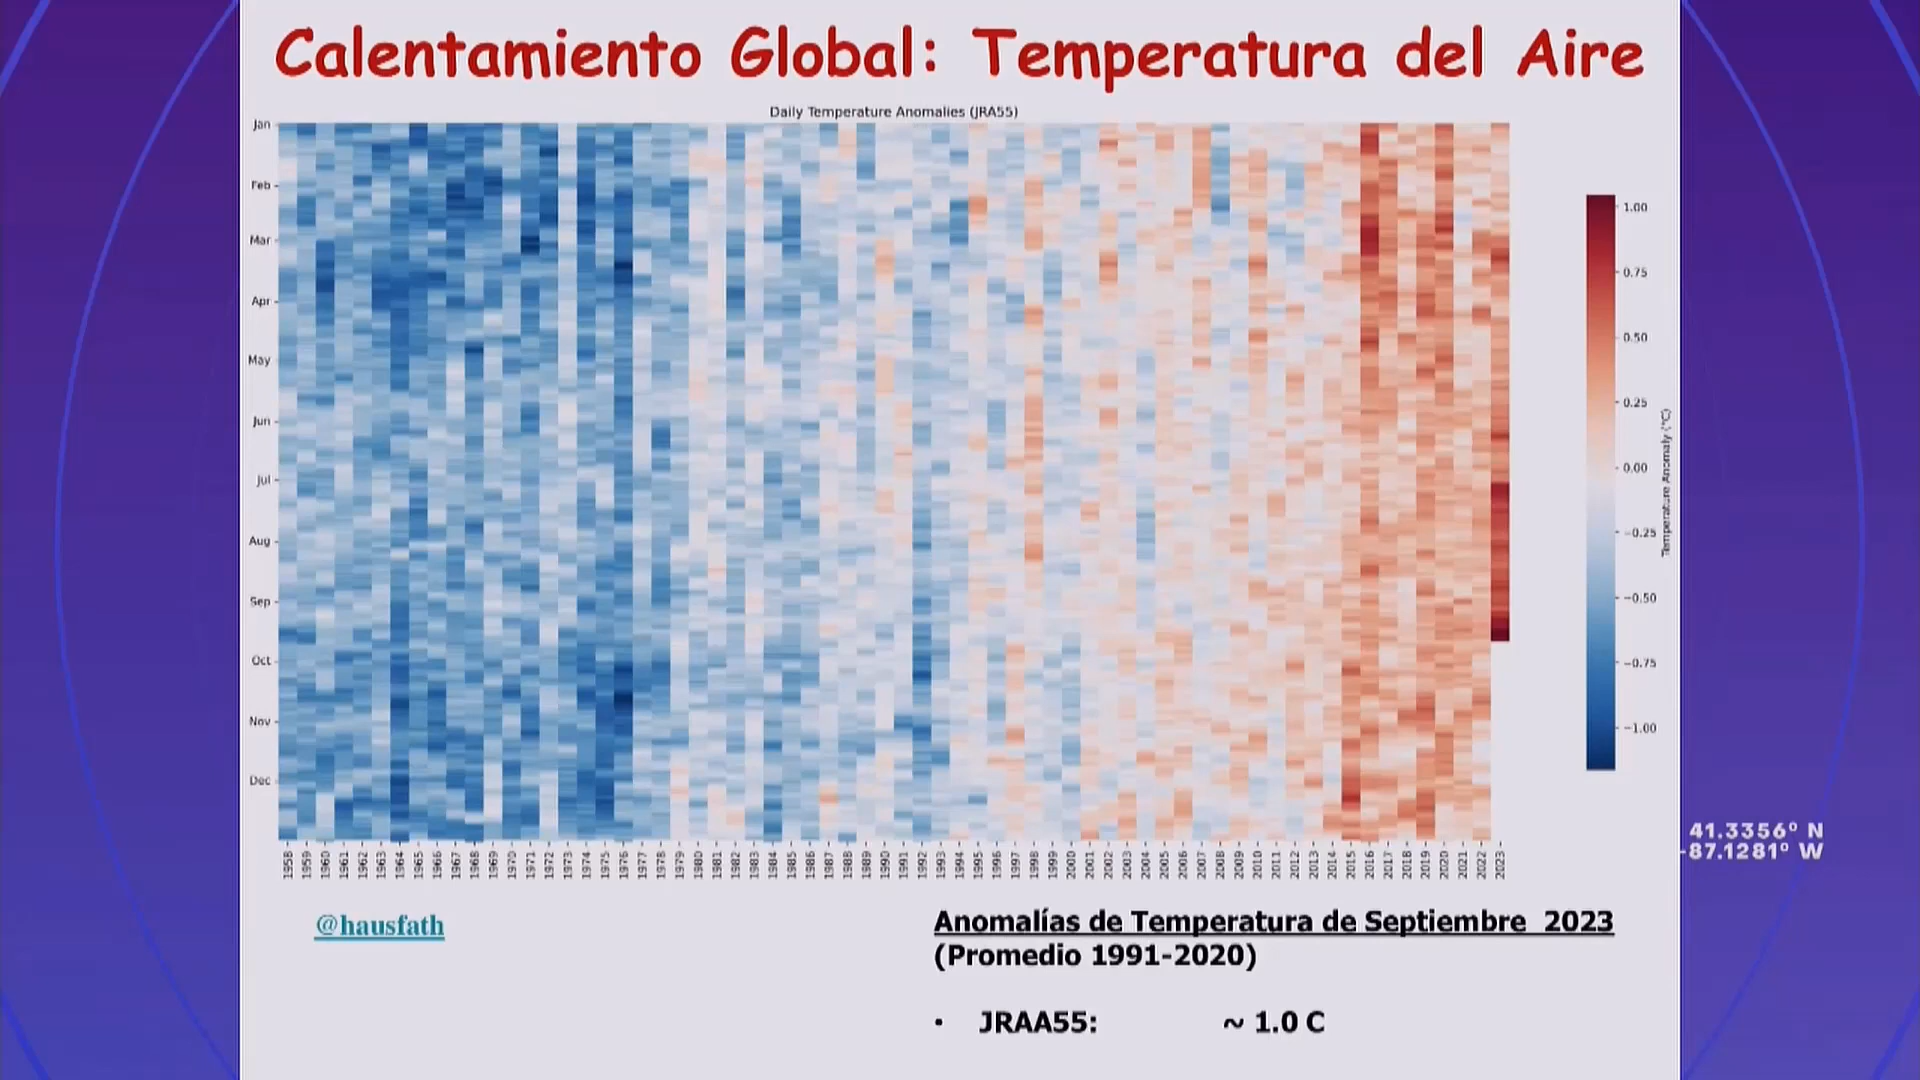 Calentamiento Global: Temperatura del Aire
Daily Temperature Anomalies (JRA55)
Jan
Feb
Mar
Apr
May
Jun
Jul
Aug
Sep
Oct
Nov
Dec
1958 1959 1960 1961 1962 1963 1964 1965 1966 1967 1968 1969 1970 1971 1972 1973 1974 1975 1976 1977 1978 1979 1980 1981 1982 1983 1984 1985 1986 1987 1988 1989 1990 1991 1992 1993 1994 1995 1996 1997 1998 1999 2000 2001 2002 2003 2004 2005 2006 2007 2008 2009 2010 2011 2012 2013 2014 2015 2016 2017 2018 2019 2020 2021 2022 2023
1.00
0.75
0.50
0.25
0.00
−0.25
−0.50
−0.75
−1.00
Temperature Anomaly (°C)
41.3356º N
-87.1281º W
@hausfath
Anomalías de Temperatura de Septiembre 2023
(Promedio 1991-2020)
• JRAA55: ~ 1.0 C